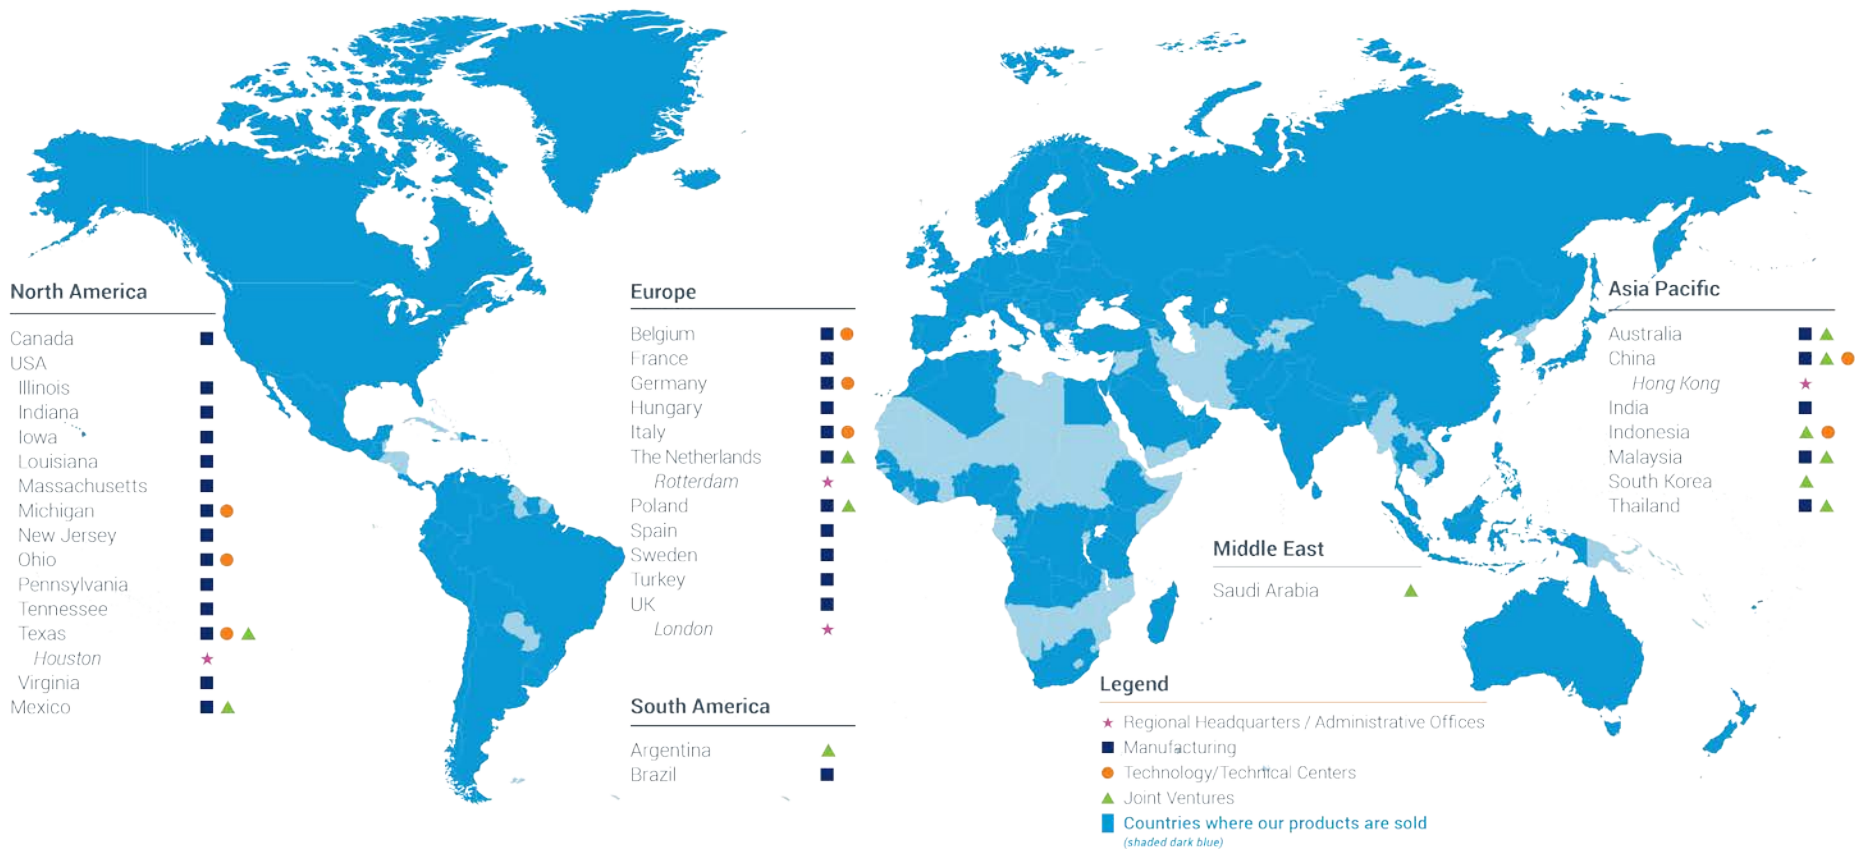 North America
Canada
USA
Illinois
Indiana
Iowa
Louisiana
Massachusetts
Michigan
New Jersey
Ohio
Pennsylvania
Tennessee
Texas
Houston
Virginia
Mexico
Europe
Belgium
France
Germany
Hungary
Italy
The Netherlands
Rotterdam
Poland
Spain
Sweden
Turkey
UK
London
South America
Argentina
Brazil
Middle East
Saudi Arabia
Asia Pacific
Australia
China
Hong Kong
India
Indonesia
Malaysia
South Korea
Thailand
Legend
Regional Headquarters / Administrative Offices
Manufacturing
Technology/Technical Centers
Joint Ventures
Countries where our products are sold
(shaded dark blue)